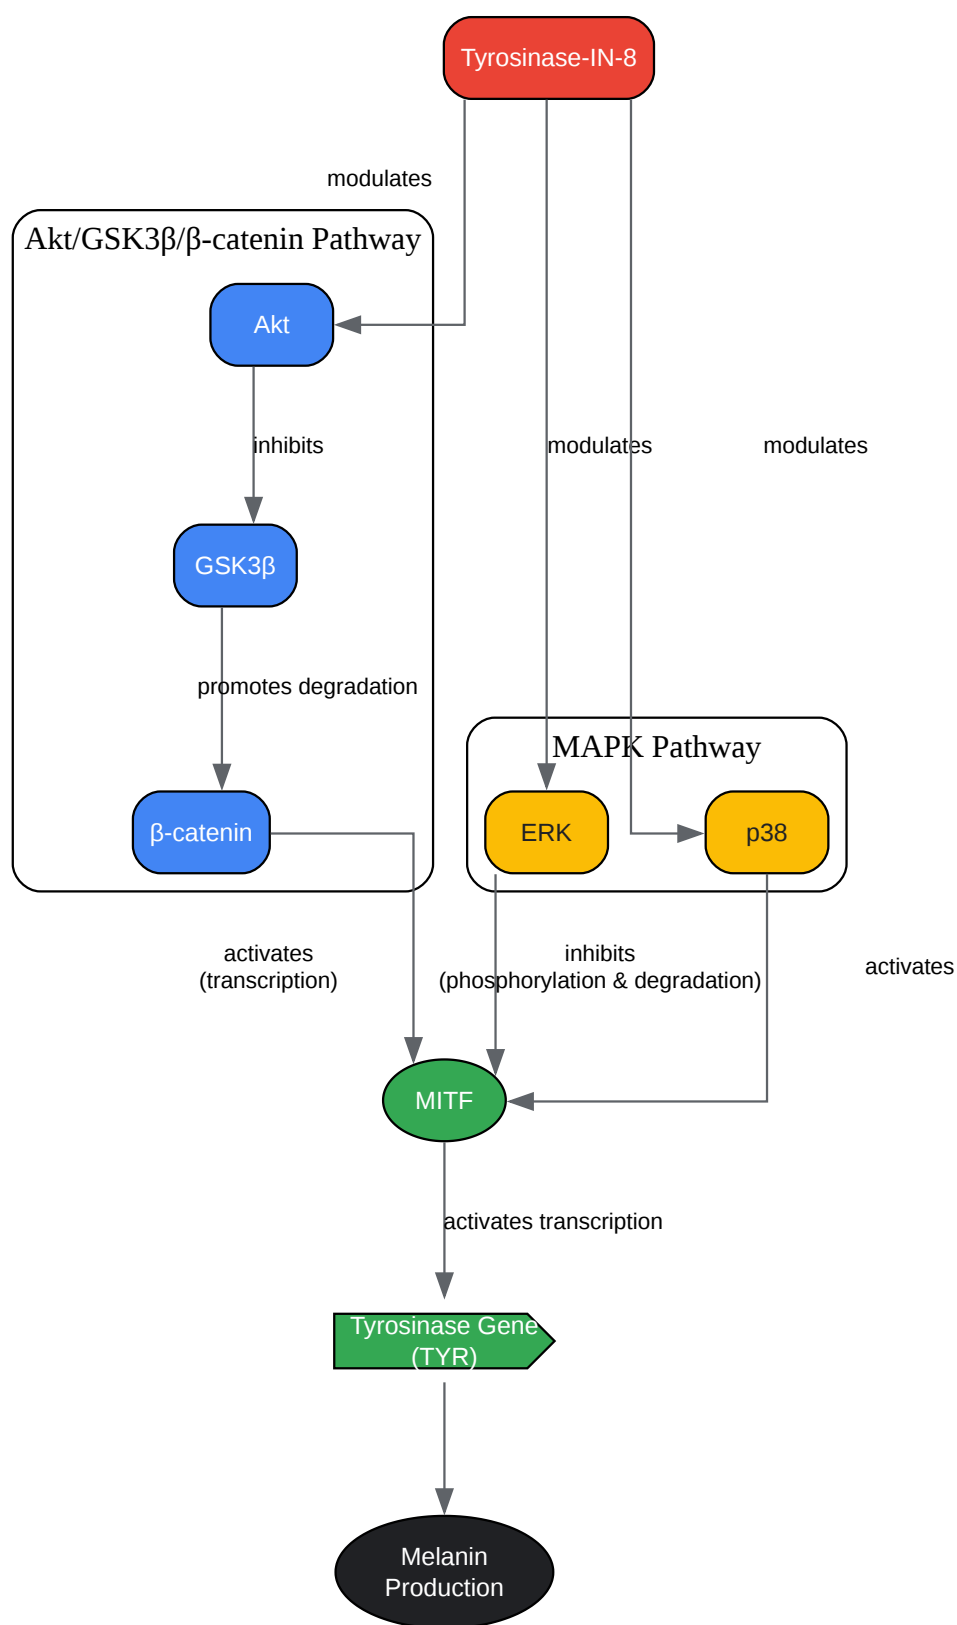 Tyrosinase-IN-8
modulates
Akt/GSK3β/β-catenin Pathway
Akt
inhibits
modulates
modulates
GSK3β
promotes degradation
MAPK Pathway
β-catenin
ERK
p38
activates
(transcription)
inhibits
(phosphorylation & degradation)
activates
MITF
activates transcription
Tyrosinase Gene
(TYR)
Melanin
Production